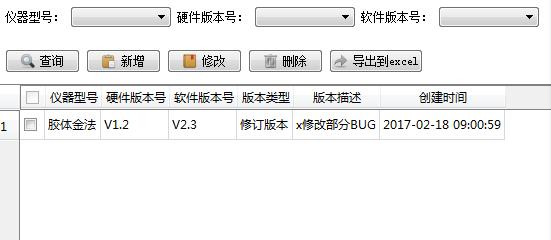 仪器型号： 硬件版本号： 软件版本号：
查询 新增 修改 删除 导出到excel
仪器型号 硬件版本号 软件版本号 版本类型 版本描述 创建时间
1 胶体金法 V1.2 V2.3 修订版本 x修改部分BUG 2017-02-18 09:00:59